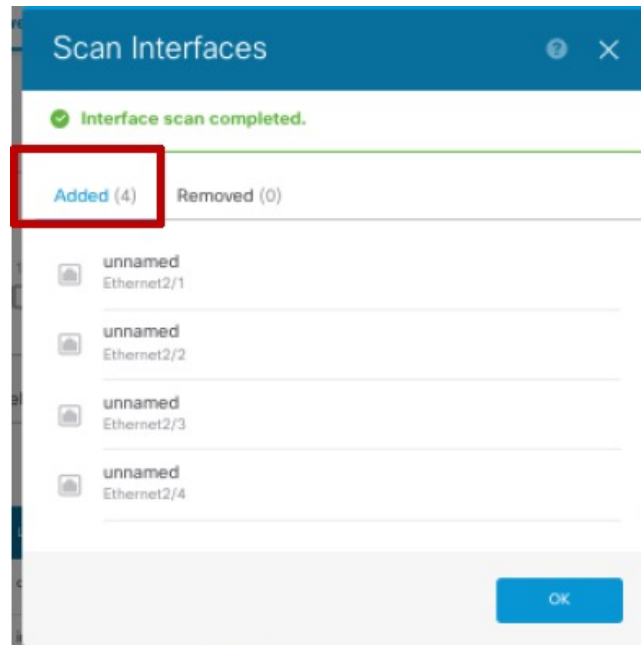 Scan Interfaces
Interface scan completed.
Added (4)
Removed (0)
unnamed
Ethernet2/1
unnamed
Ethernet2/2
unnamed
Ethernet2/3
unnamed
Ethernet2/4
OK